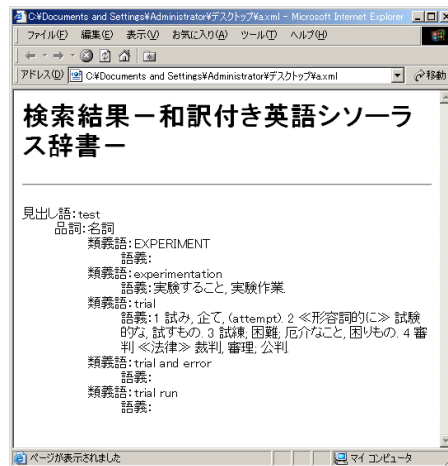 C:¥Documents and Settings¥Administrator¥デスクトップ¥a.xml - Microsoft Internet Explorer
ファイル(F) 編集(E) 表示(V) お気に入り(A) ツール(T) ヘルプ(H)
アドレス(D) C:¥Documents and Settings¥Administrator¥デスクトップ¥a.xml 移動
検索結果－和訳付き英語シソーラ
ス辞書－
見出し語:test
品詞:名詞
類義語:EXPERIMENT
語義:
類義語:experimentation
語義:実験すること, 実験作業.
類義語:trial
語義:1 試み, 企て, (attempt). 2 ≪形容詞的に≫ 試験
的な, 試すもの. 3 試練; 困難; 厄介なこと, 困りもの. 4 審
判 ≪法律≫ 裁判, 審理; 公判.
類義語:trial and error
語義:
類義語:trial run
語義:
ページが表示されました マイ コンピュータ